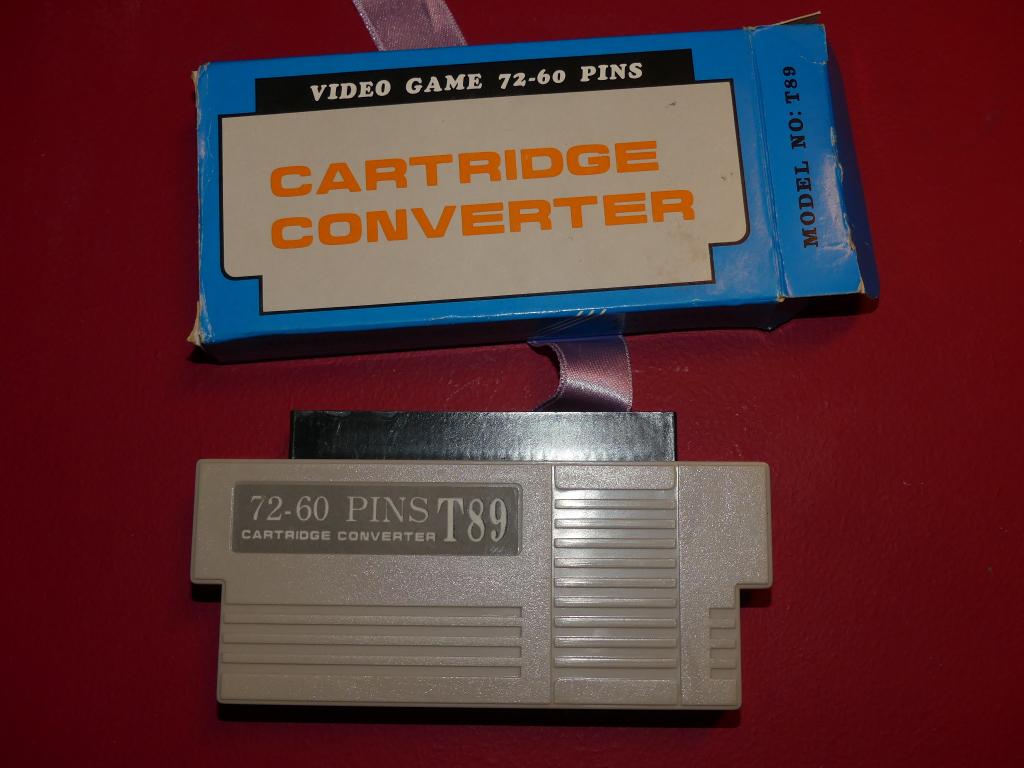 VIDEO GAME 72-60 PINS
CARTRIDGE
CONVERTER
MODEL NO: T89
72-60 PINS T89
CARTRIDGE CONVERTER